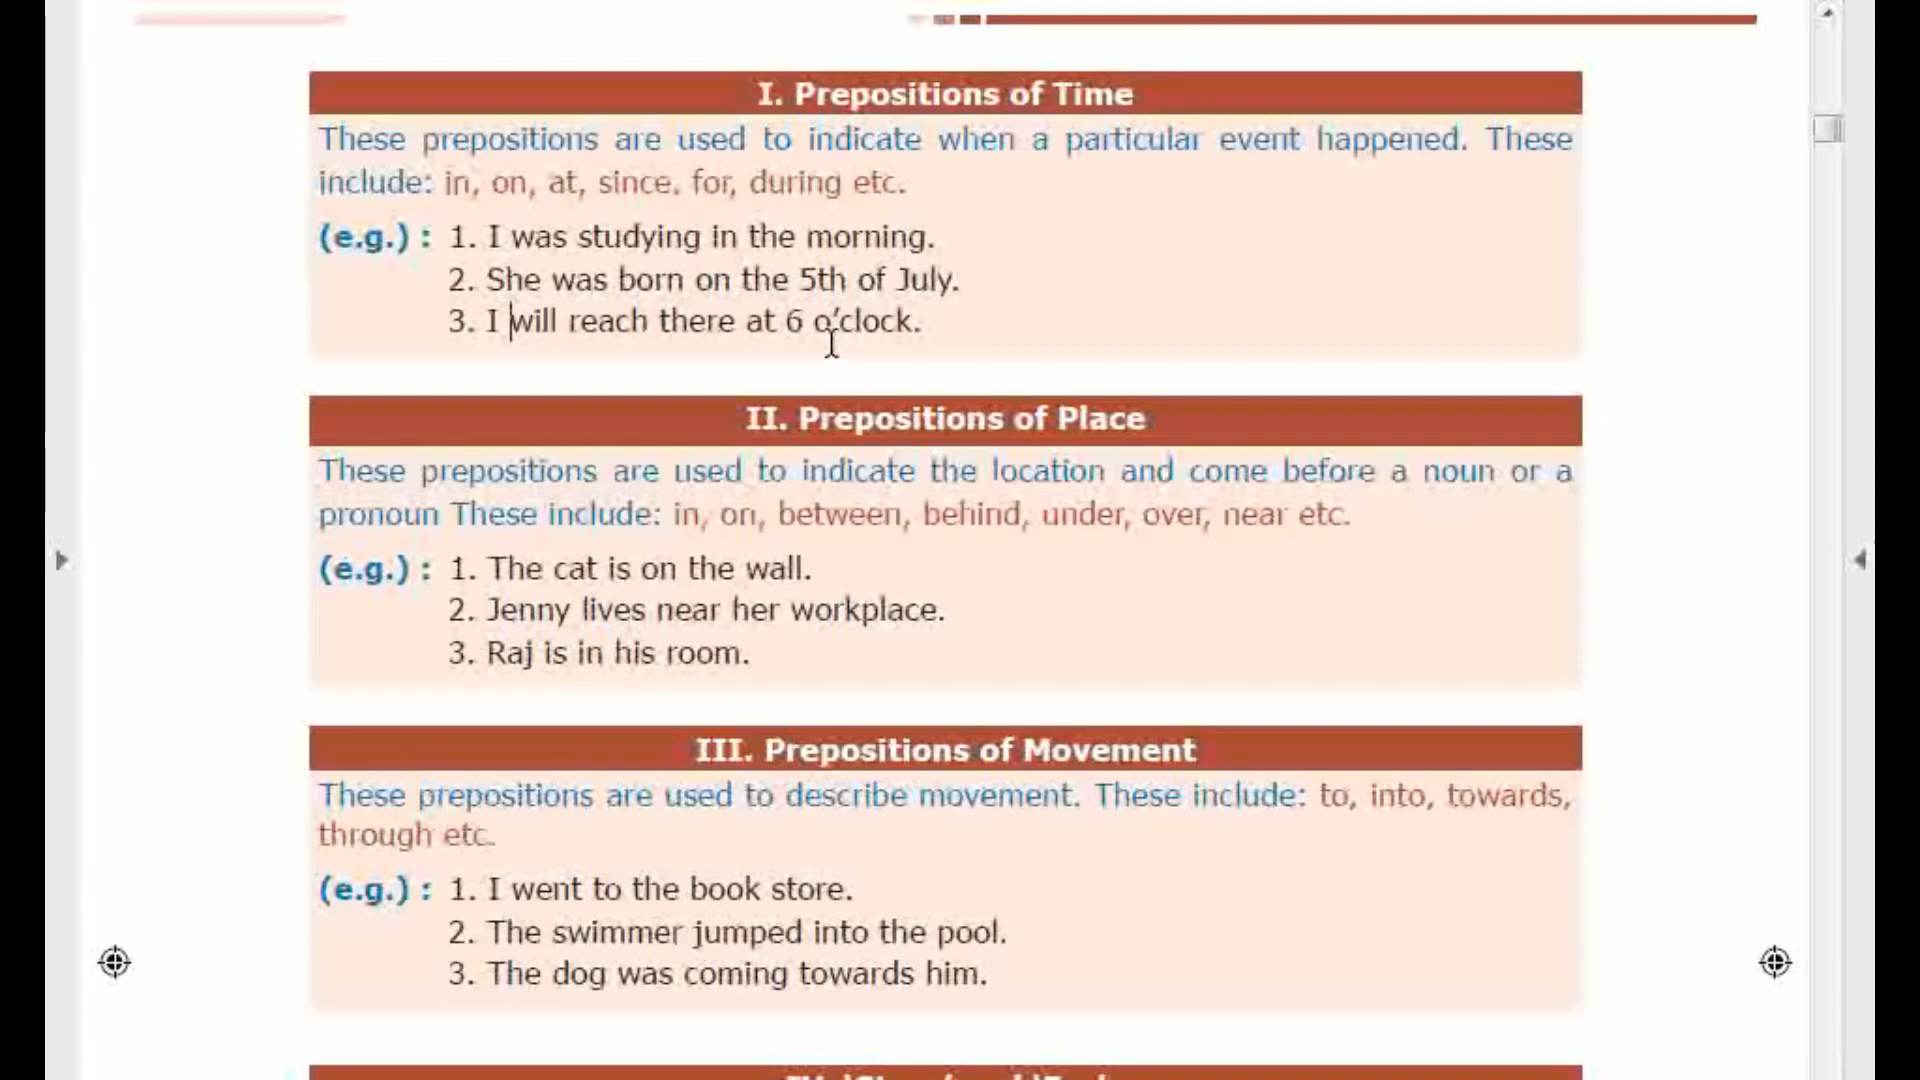 I. Prepositions of Time
These prepositions are used to indicate when a particular event happened. These
include: in, on, at, since, for, during etc.
(e.g.) : 1. I was studying in the morning.
2. She was born on the 5th of July.
3. I will reach there at 6 o’clock.
II. Prepositions of Place
These prepositions are used to indicate the location and come before a noun or a
pronoun These include: in, on, between, behind, under, over, near etc.
(e.g.) : 1. The cat is on the wall.
2. Jenny lives near her workplace.
3. Raj is in his room.
III. Prepositions of Movement
These prepositions are used to describe movement. These include: to, into, towards,
through etc.
(e.g.) : 1. I went to the book store.
2. The swimmer jumped into the pool.
3. The dog was coming towards him.